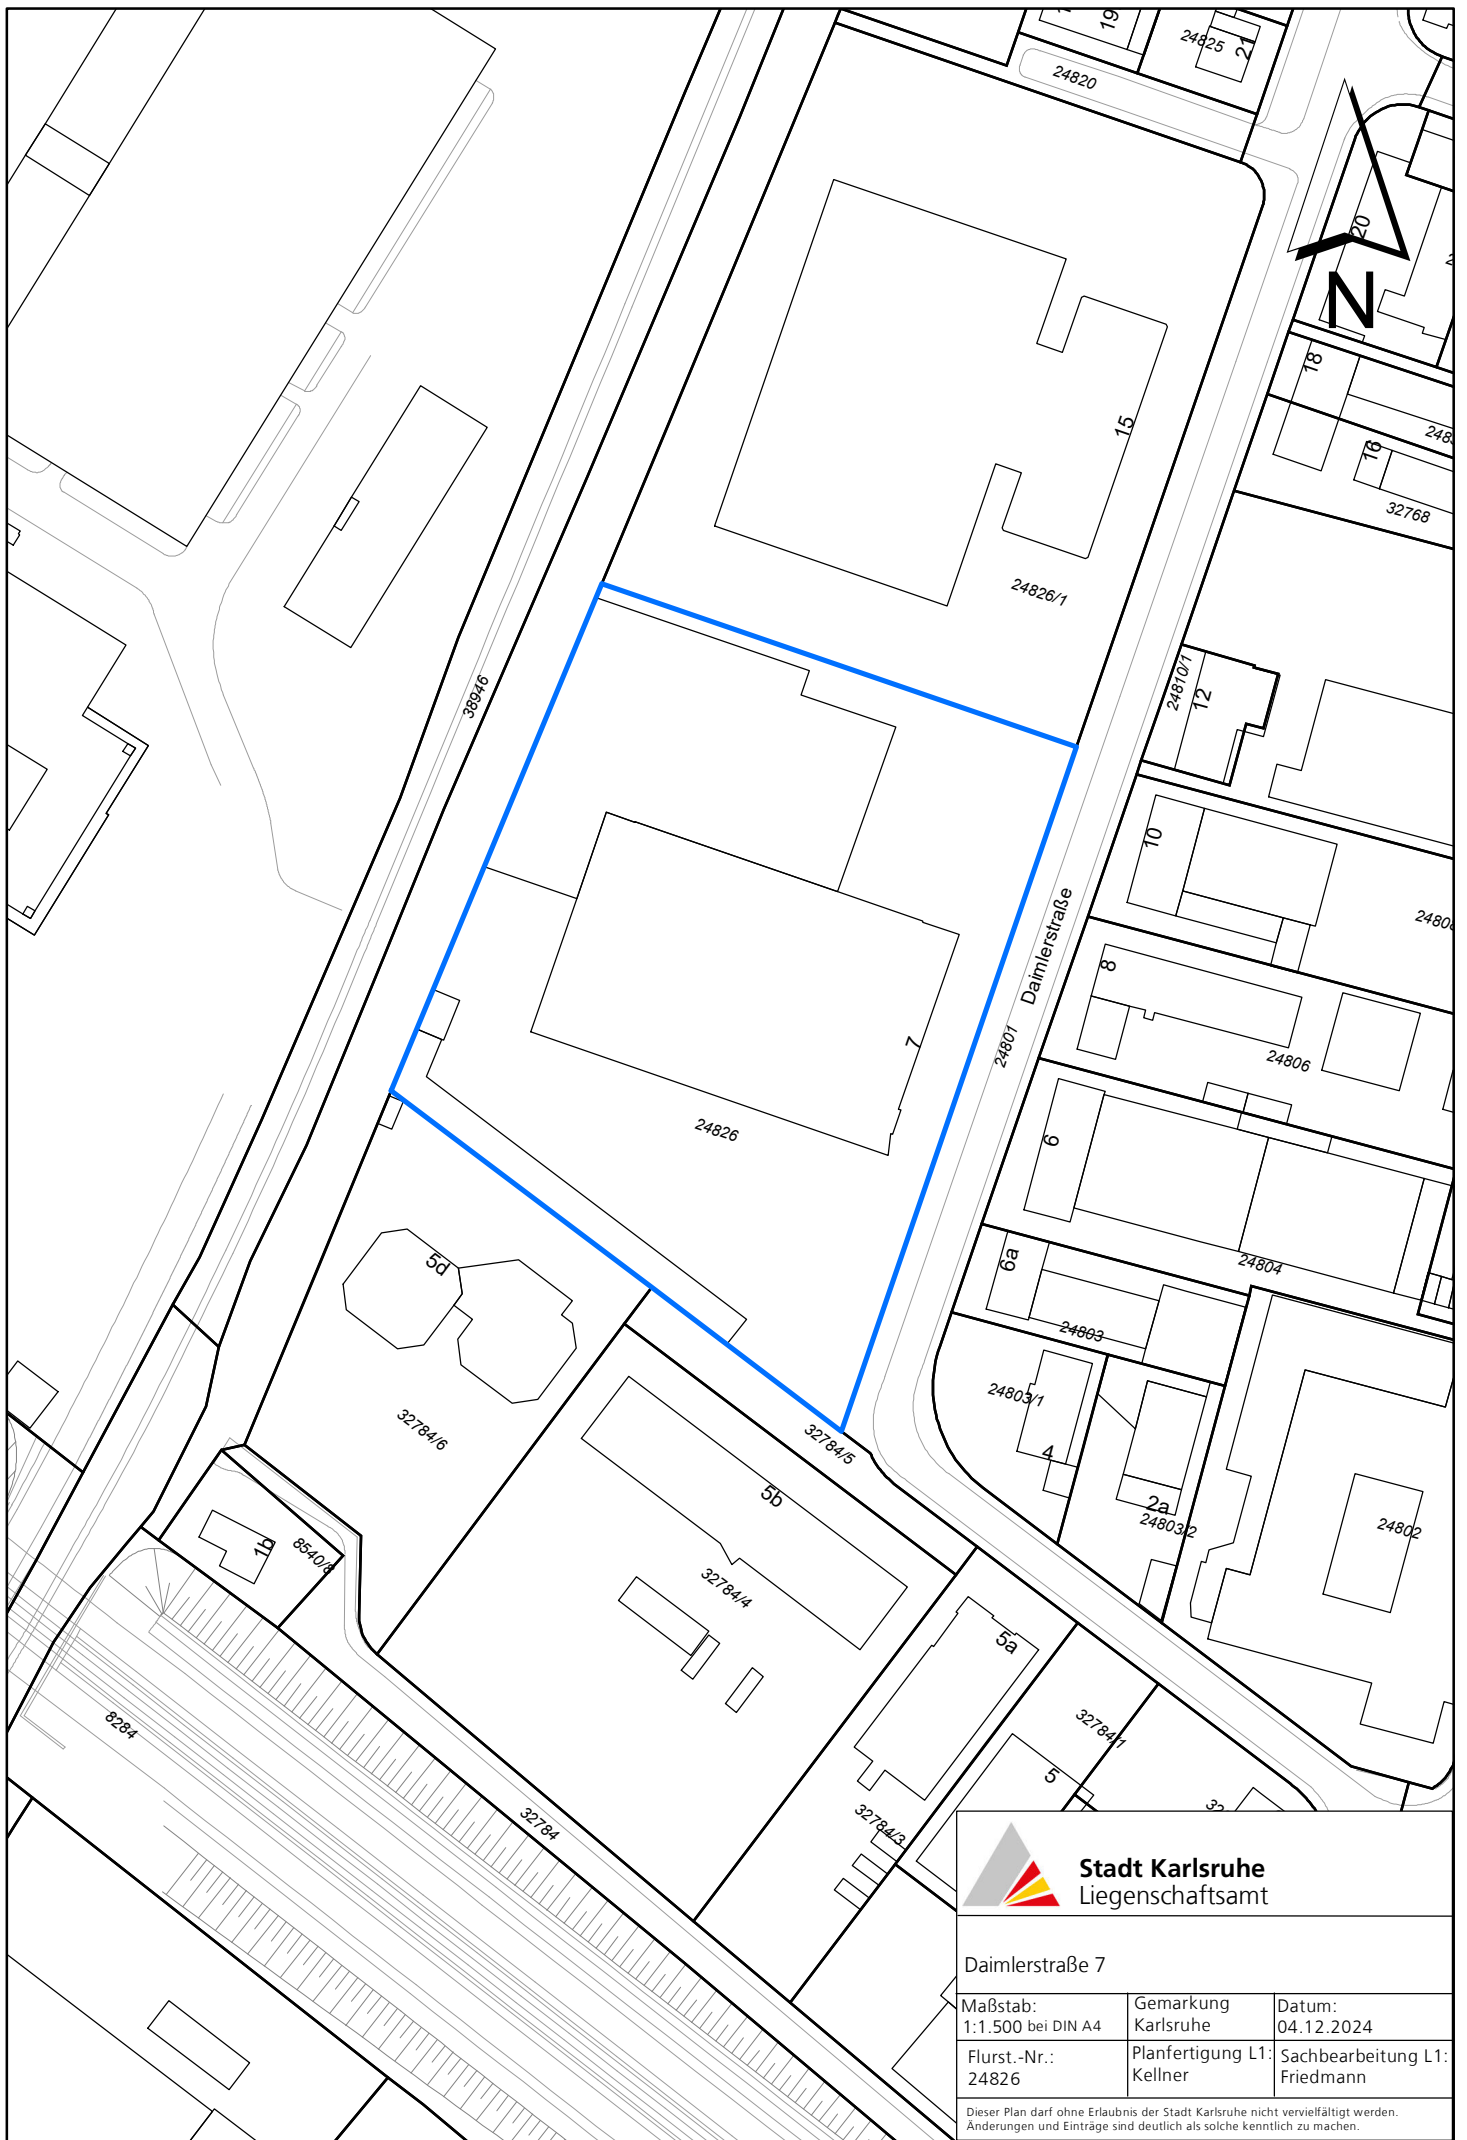 19
24825
21
24820
20
N
18
15
16
32768
24826/1
38946
24810/1
12
10
Daimlerstraße
8
24801
7
24806
24826
6
5d
6a
24804
24803
24803/1
32784/6
32784/5
4
5b
2a
24803/2
24802
1b
8540/8
32784/4
5a
8284
32784/1
5
32784
32784/3
Stadt Karlsruhe
Liegenschaftsamt
Daimlerstraße 7
Maßstab:
1:1.500 bei DIN A4
Gemarkung
Karlsruhe
Datum:
04.12.2024
Flurst.-Nr.:
24826
Planfertigung L1:
Kellner
Sachbearbeitung L1:
Friedmann
Dieser Plan darf ohne Erlaubnis der Stadt Karlsruhe nicht vervielfältigt werden.
Änderungen und Einträge sind deutlich als solche kenntlich zu machen.